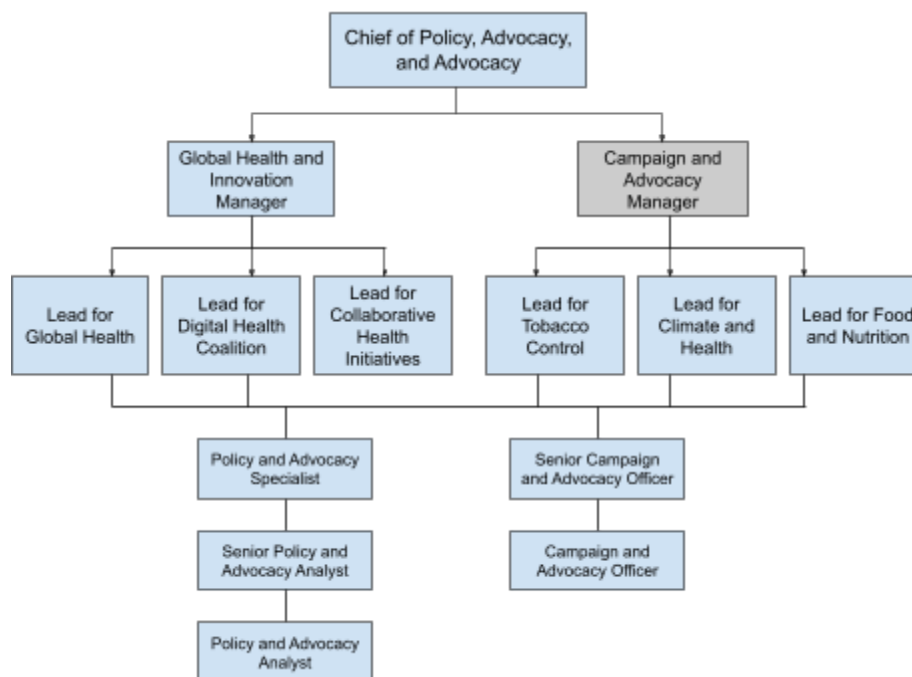 Chief of Policy, Advocacy,
and Advocacy
Global Health and
Innovation
Manager
Campaign and
Advocacy
Manager
Lead for
Global Health
Lead for
Digital Health
Coalition
Lead for
Collaborative
Health
Initiatives
Lead for
Tobacco
Control
Lead for
Climate and
Health
Lead for Food
and Nutrition
Policy and Advocacy
Specialist
Senior Campaign
and Advocacy Officer
Senior Policy and
Advocacy Analyst
Campaign and
Advocacy Officer
Policy and Advocacy
Analyst